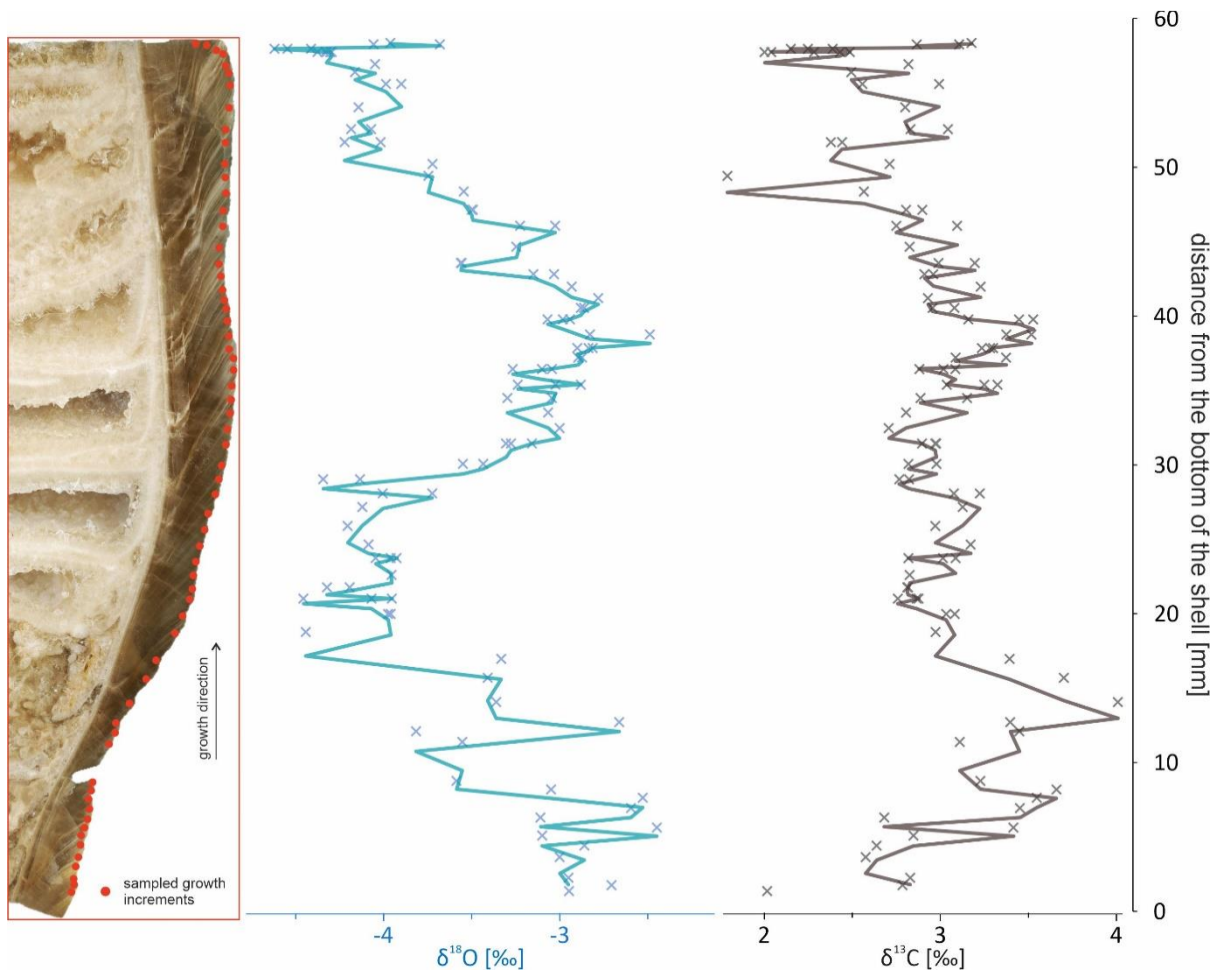 60
50
40
30
20
10
0
distance from the bottom of the shell [mm]
growth direction
sampled growth
increments
-4
-3
δ¹⁸O [‰]
2
3
4
δ¹³C [‰]